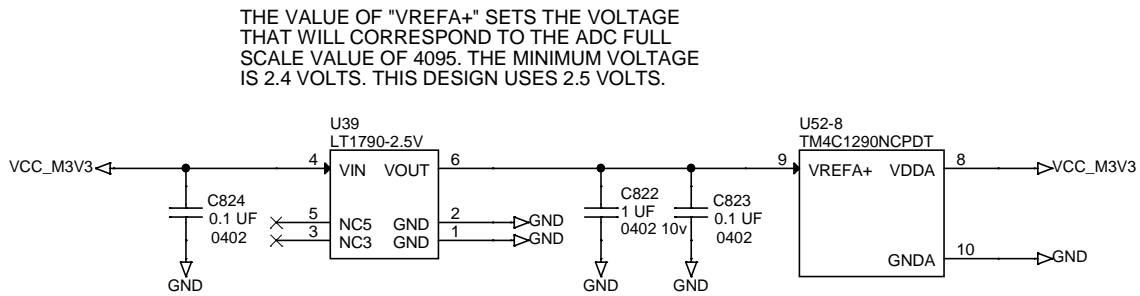 THE VALUE OF "VREFA+" SETS THE VOLTAGE
THAT WILL CORRESPOND TO THE ADC FULL
SCALE VALUE OF 4095. THE MINIMUM VOLTAGE
IS 2.4 VOLTS. THIS DESIGN USES 2.5 VOLTS.
U39
LT1790-2.5V
U52-8
TM4C1290NCPDT
VCC_M3V3
4
VIN
VOUT
6
9
VREFA+
VDDA
8
VCC_M3V3
C824
0.1 UF
0402
5
NC5
GND
2
GND
3
NC3
GND
1
GND
C822
1 UF
0402 10v
C823
0.1 UF
0402
GNDA
10
GND
GND
GND
GND